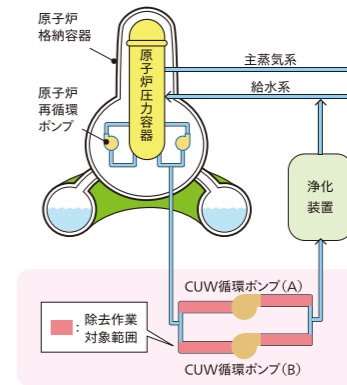 原子炉
格納容器
原子炉圧力容器
主蒸気系
給水系
原子炉
再循環
ポンプ
浄化
装置
CUW循環ポンプ(A)
:除去作業
対象範囲
CUW循環ポンプ(B)